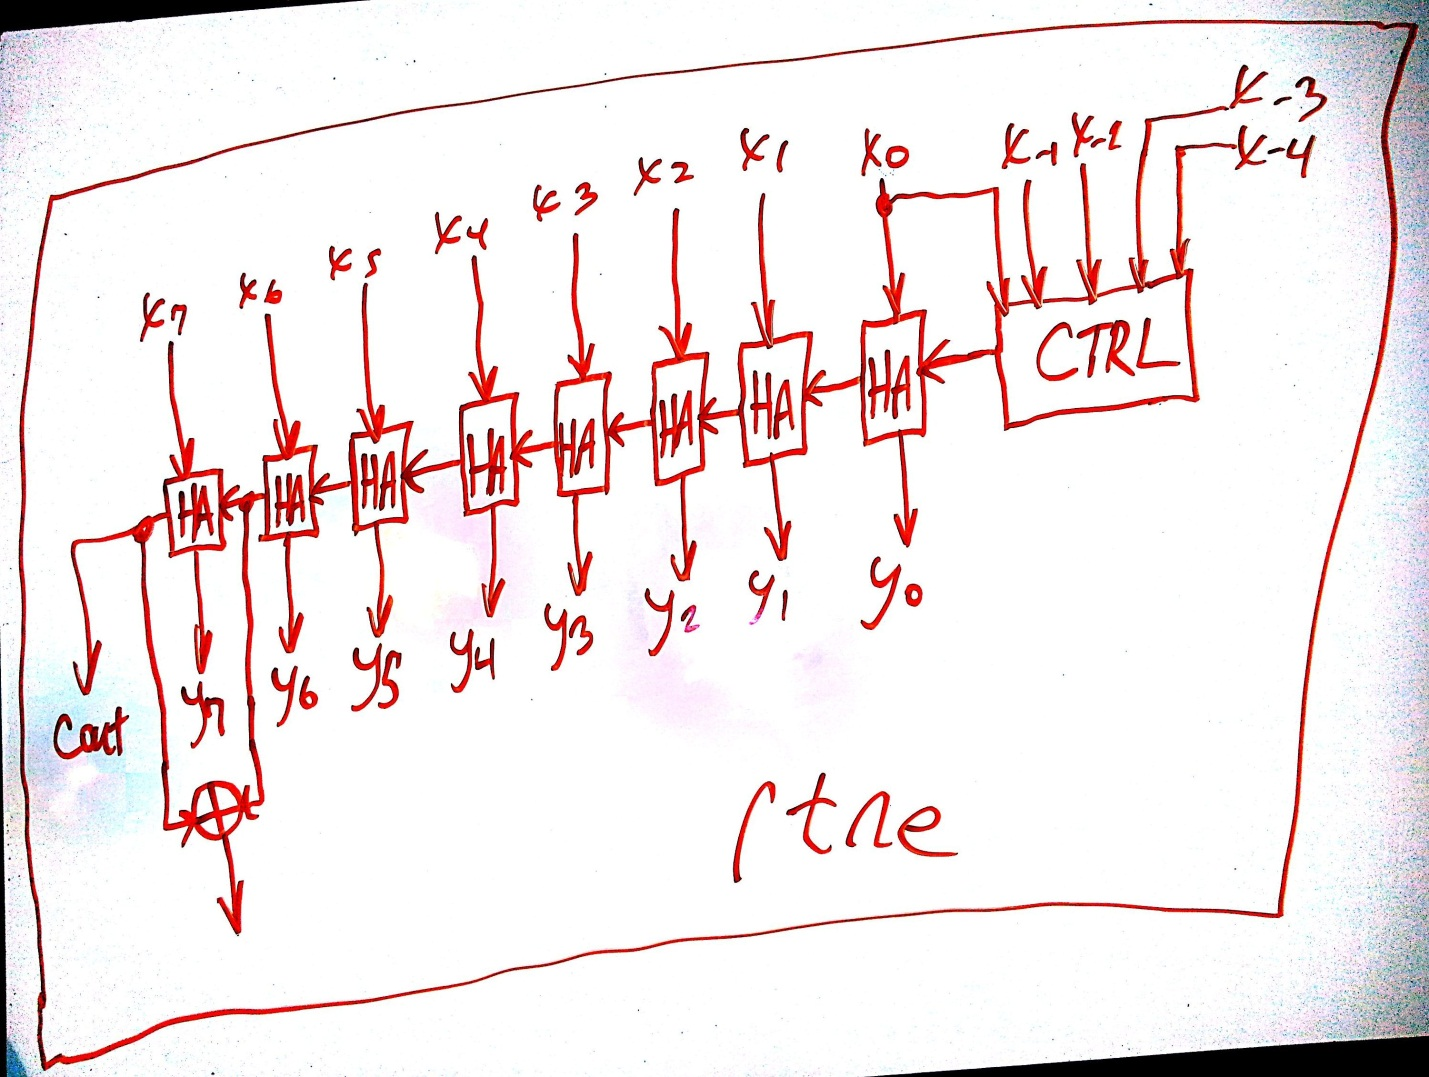 x-3
x1 x0 x-1 x-2 x-4
x3 x2
x5 x4
x7 x6
CTRL
HA HA HA HA HA HA HA HA
y7 y6 y5 y4 y3 y2 y1 y0
Cout
rtne